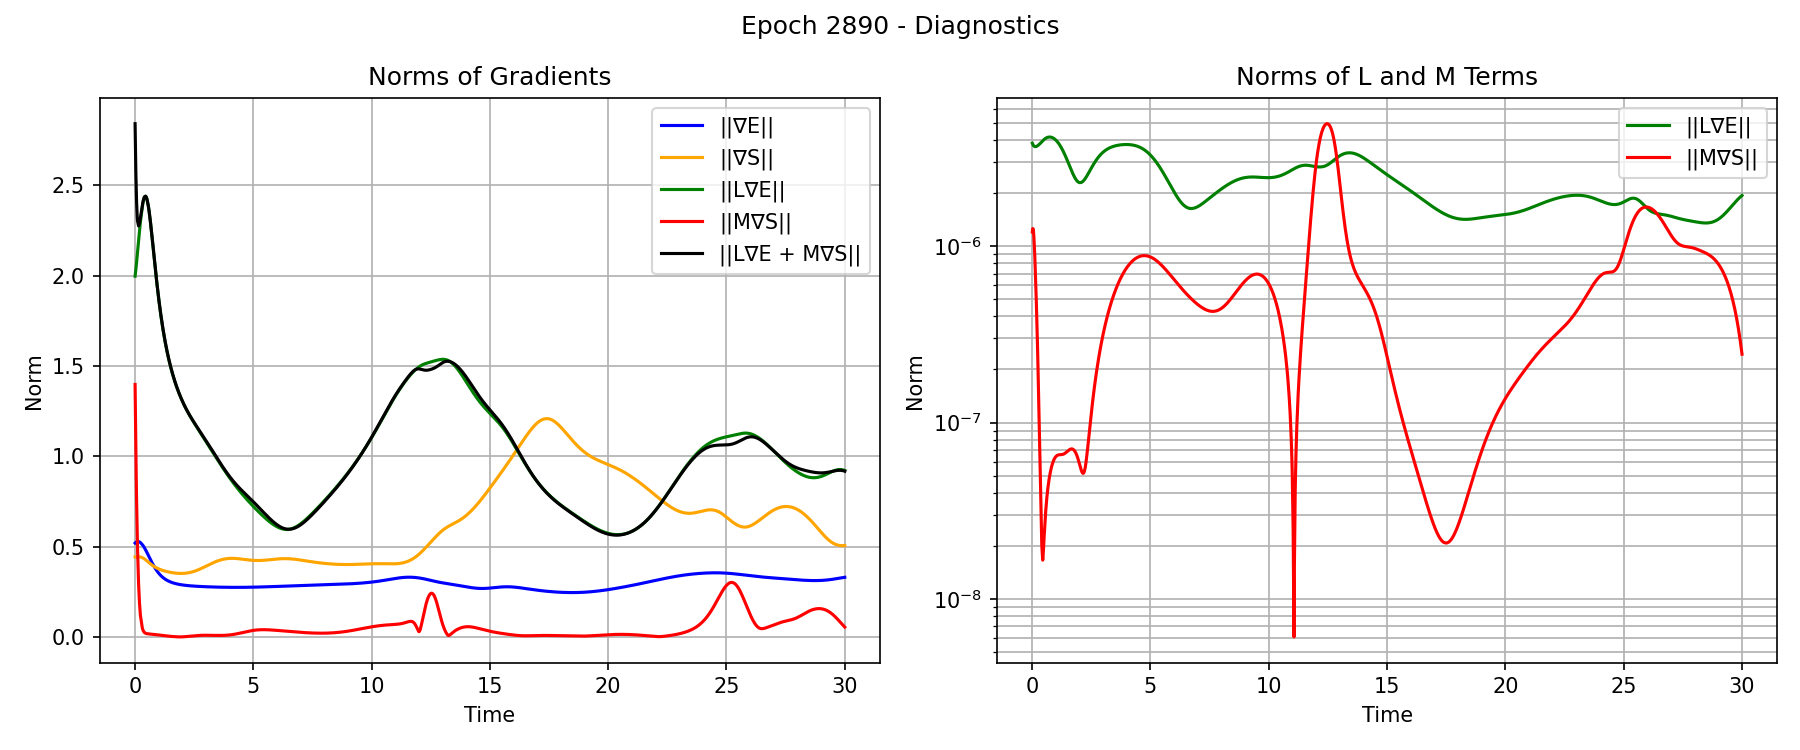 Epoch 2890 - Diagnostics
Norms of Gradients
||∇E||
||∇S||
||L∇E||
||M∇S||
||L∇E + M∇S||
Norm
2.5
2.0
1.5
1.0
0.5
0.0
0 5 10 15 20 25 30
Time
Norms of L and M Terms
||L∇E||
||M∇S||
Norm
10⁻⁶
10⁻⁷
10⁻⁸
0 5 10 15 20 25 30
Time